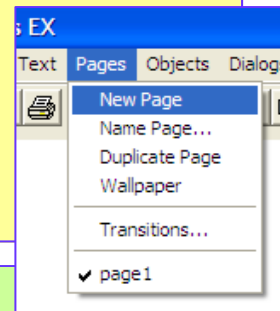 s EX
Text Pages Objects Dialog
New Page
Name Page...
Duplicate Page
Wallpaper
Transitions...
page1